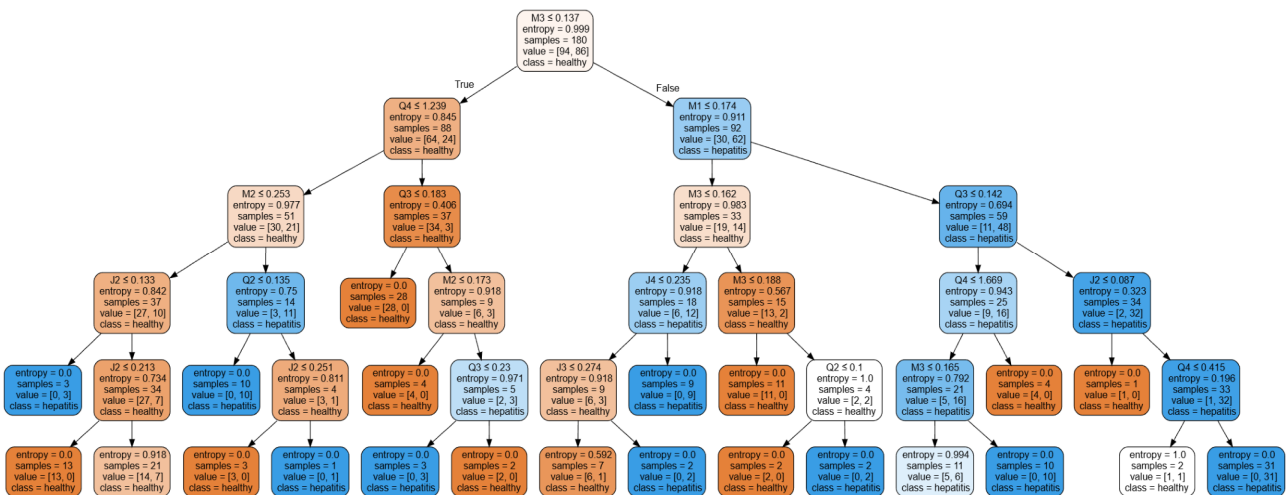 M3 ≤ 0.137
entropy = 0.999
samples = 180
value = [94, 86]
class = healthy
True
False
Q4 ≤ 1.239
entropy = 0.845
samples = 88
value = [64, 24]
class = healthy
M1 ≤ 0.174
entropy = 0.911
samples = 92
value = [30, 62]
class = hepatitis
M2 ≤ 0.253
entropy = 0.977
samples = 51
value = [30, 21]
class = healthy
Q3 ≤ 0.183
entropy = 0.406
samples = 37
value = [34, 3]
class = healthy
M3 ≤ 0.162
entropy = 0.983
samples = 33
value = [19, 14]
class = healthy
Q3 ≤ 0.142
entropy = 0.694
samples = 59
value = [11, 48]
class = hepatitis
J2 ≤ 0.133
entropy = 0.842
samples = 37
value = [27, 10]
class = healthy
Q2 ≤ 0.135
entropy = 0.75
samples = 14
value = [3, 11]
class = hepatitis
entropy = 0.0
samples = 28
value = [28, 0]
class = healthy
M2 ≤ 0.173
entropy = 0.918
samples = 9
value = [6, 3]
class = healthy
J4 ≤ 0.235
entropy = 0.918
samples = 18
value = [6, 12]
class = hepatitis
M3 ≤ 0.188
entropy = 0.567
samples = 15
value = [13, 2]
class = healthy
Q4 ≤ 1.669
entropy = 0.943
samples = 25
value = [9, 16]
class = hepatitis
J2 ≤ 0.087
entropy = 0.323
samples = 34
value = [2, 32]
class = hepatitis
entropy = 0.0
samples = 3
value = [0, 3]
class = hepatitis
J2 ≤ 0.213
entropy = 0.734
samples = 34
value = [27, 7]
class = healthy
entropy = 0.0
samples = 10
value = [0, 10]
class = hepatitis
J2 ≤ 0.251
entropy = 0.811
samples = 4
value = [3, 1]
class = healthy
entropy = 0.0
samples = 4
value = [4, 0]
class = healthy
Q3 ≤ 0.23
entropy = 0.971
samples = 5
value = [2, 3]
class = hepatitis
J3 ≤ 0.274
entropy = 0.918
samples = 9
value = [6, 3]
class = healthy
entropy = 0.0
samples = 9
value = [0, 9]
class = hepatitis
entropy = 0.0
samples = 11
value = [11, 0]
class = healthy
Q2 ≤ 0.1
entropy = 1.0
samples = 4
value = [2, 2]
class = healthy
M3 ≤ 0.165
entropy = 0.792
samples = 21
value = [5, 16]
class = hepatitis
entropy = 0.0
samples = 4
value = [4, 0]
class = healthy
entropy = 0.0
samples = 1
value = [1, 0]
class = healthy
Q4 ≤ 0.415
entropy = 0.196
samples = 33
value = [1, 32]
class = hepatitis
entropy = 0.0
samples = 13
value = [13, 0]
class = healthy
entropy = 0.918
samples = 21
value = [14, 7]
class = healthy
entropy = 0.0
samples = 3
value = [3, 0]
class = healthy
entropy = 0.0
samples = 1
value = [0, 1]
class = hepatitis
entropy = 0.0
samples = 3
value = [0, 3]
class = hepatitis
entropy = 0.0
samples = 2
value = [2, 0]
class = healthy
entropy = 0.592
samples = 7
value = [6, 1]
class = healthy
entropy = 0.0
samples = 2
value = [0, 2]
class = hepatitis
entropy = 0.0
samples = 2
value = [2, 0]
class = healthy
entropy = 0.0
samples = 2
value = [0, 2]
class = hepatitis
entropy = 0.994
samples = 11
value = [5, 6]
class = hepatitis
entropy = 0.0
samples = 10
value = [0, 10]
class = hepatitis
entropy = 1.0
samples = 2
value = [1, 1]
class = healthy
entropy = 0.0
samples = 31
value = [0, 31]
class = hepatitis